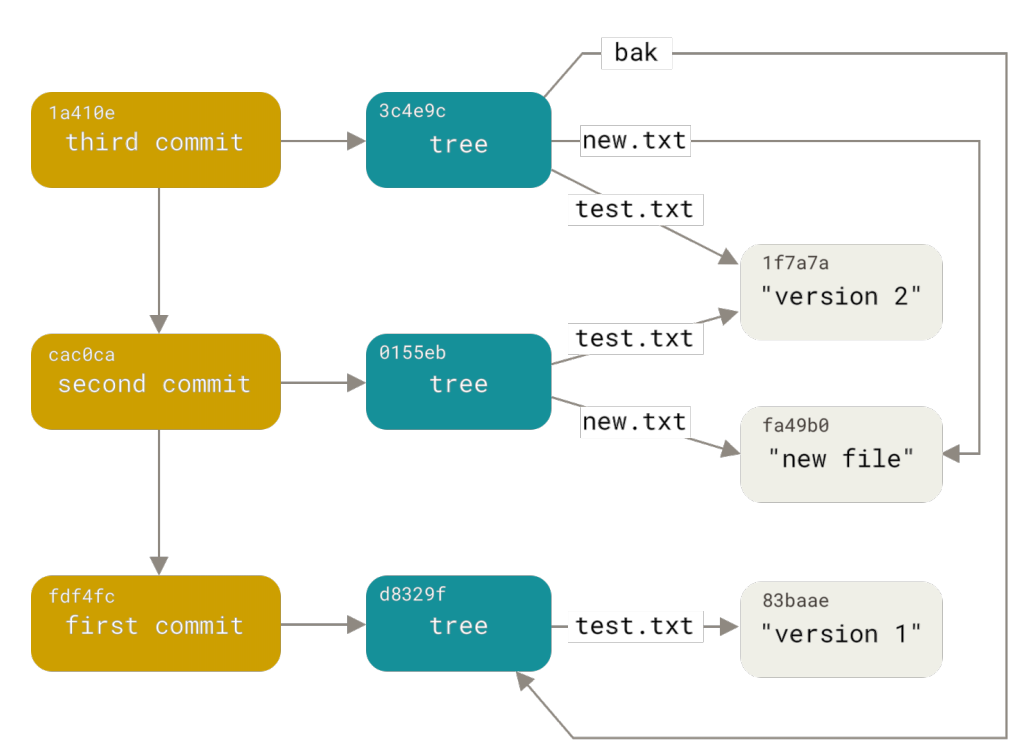 bak
1a410e
third commit
3c4e9c
tree
new.txt
test.txt
1f7a7a
"version 2"
cac0ca
second commit
0155eb
tree
test.txt
new.txt
fa49b0
"new file"
fdf4fc
first commit
d8329f
tree
test.txt
83baae
"version 1"